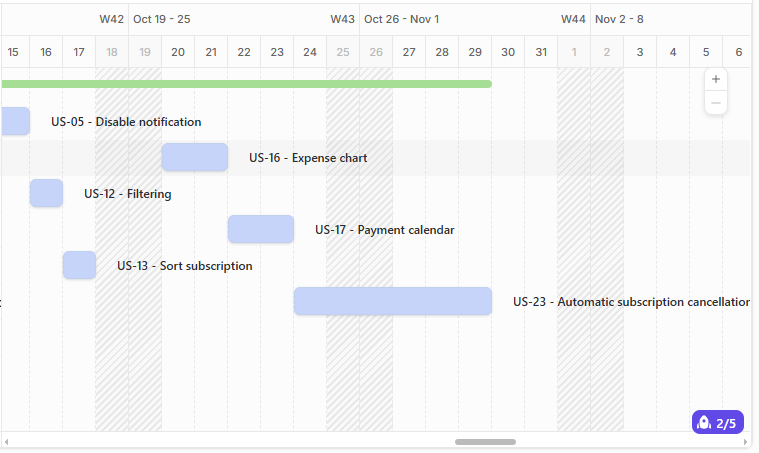 W42 Oct 19 - 25 W43 Oct 26 - Nov 1 W44 Nov 2 - 8
15 16 17 18 19 20 21 22 23 24 25 26 27 28 29 30 31 1 2 3 4 5 6
+
−
US-05 - Disable notification
US-16 - Expense chart
US-12 - Filtering
US-17 - Payment calendar
US-13 - Sort subscription
US-23 - Automatic subscription cancellation
2/5